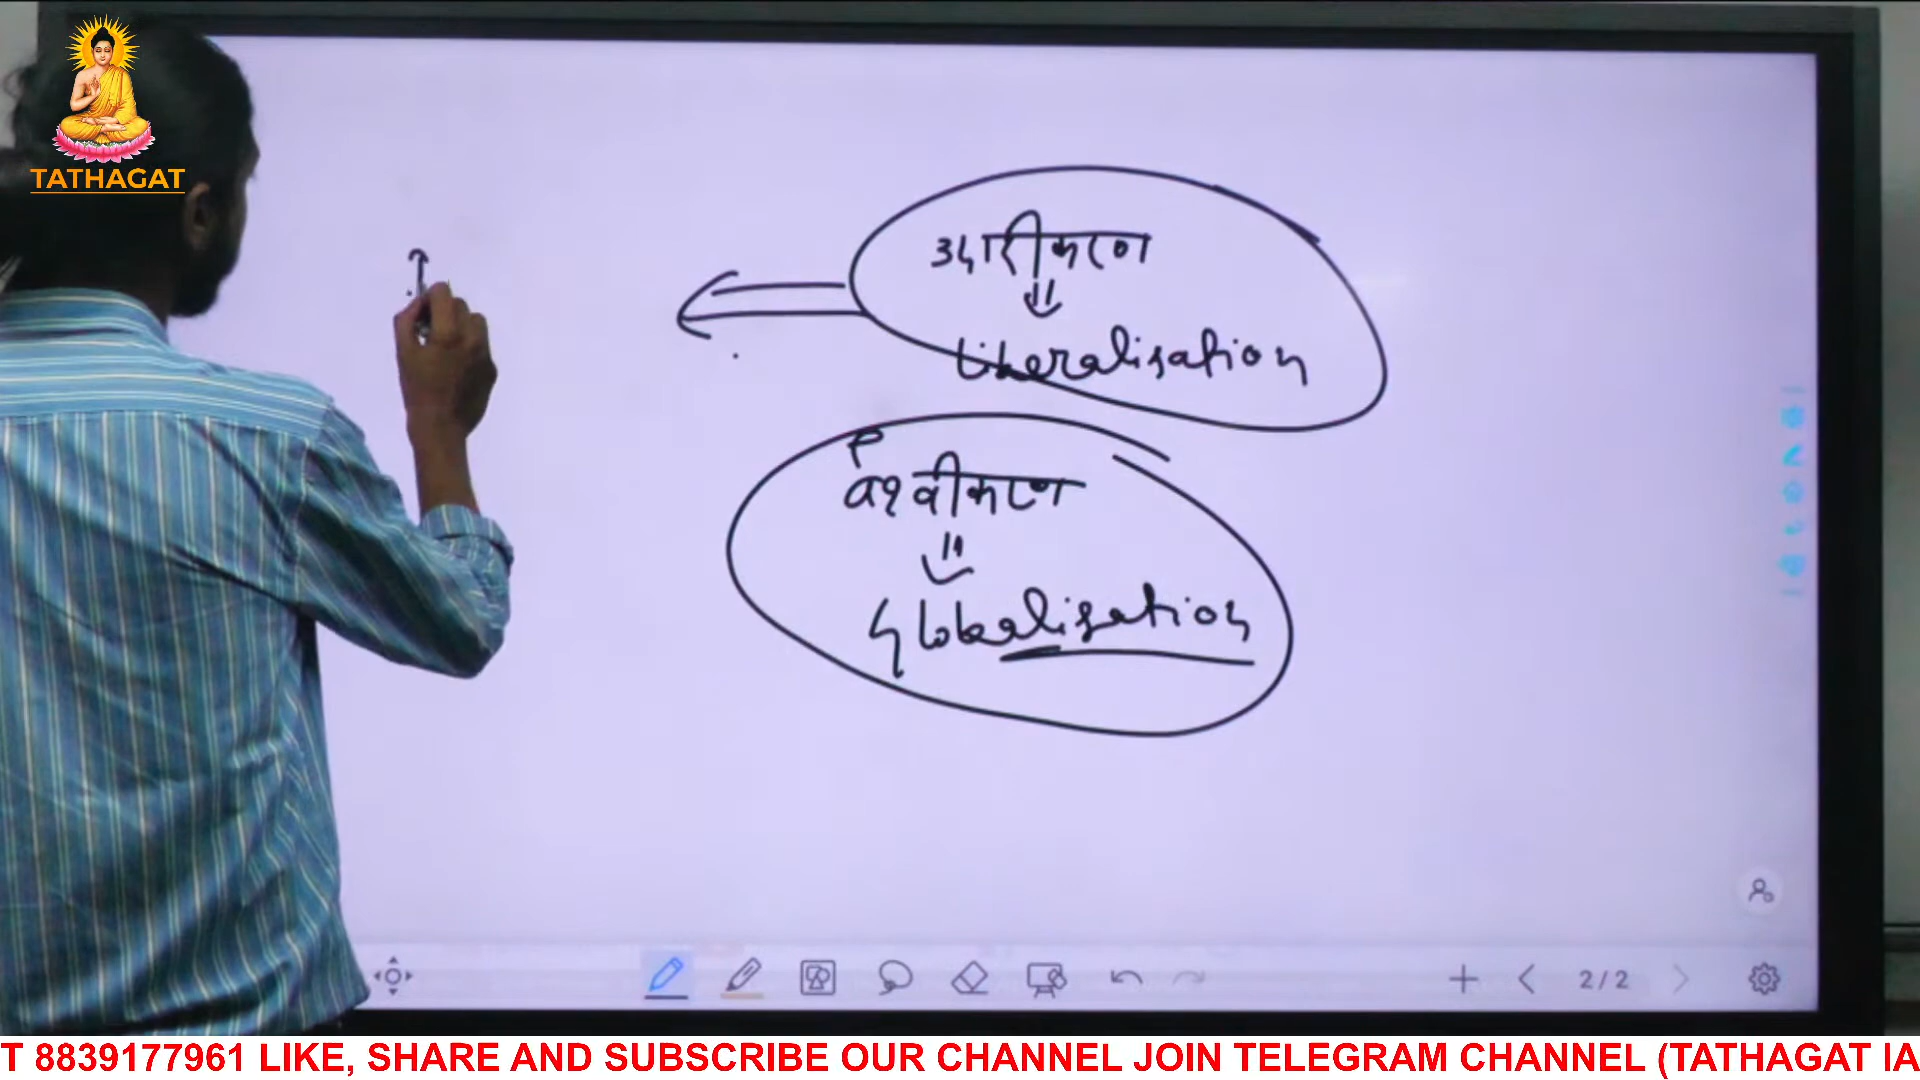 TATHAGAT
उदारीकरण
Liberalisation
वैश्वीकरण
Globalisation
2/2
T 8839177961 LIKE, SHARE AND SUBSCRIBE OUR CHANNEL JOIN TELEGRAM CHANNEL (TATHAGAT IA